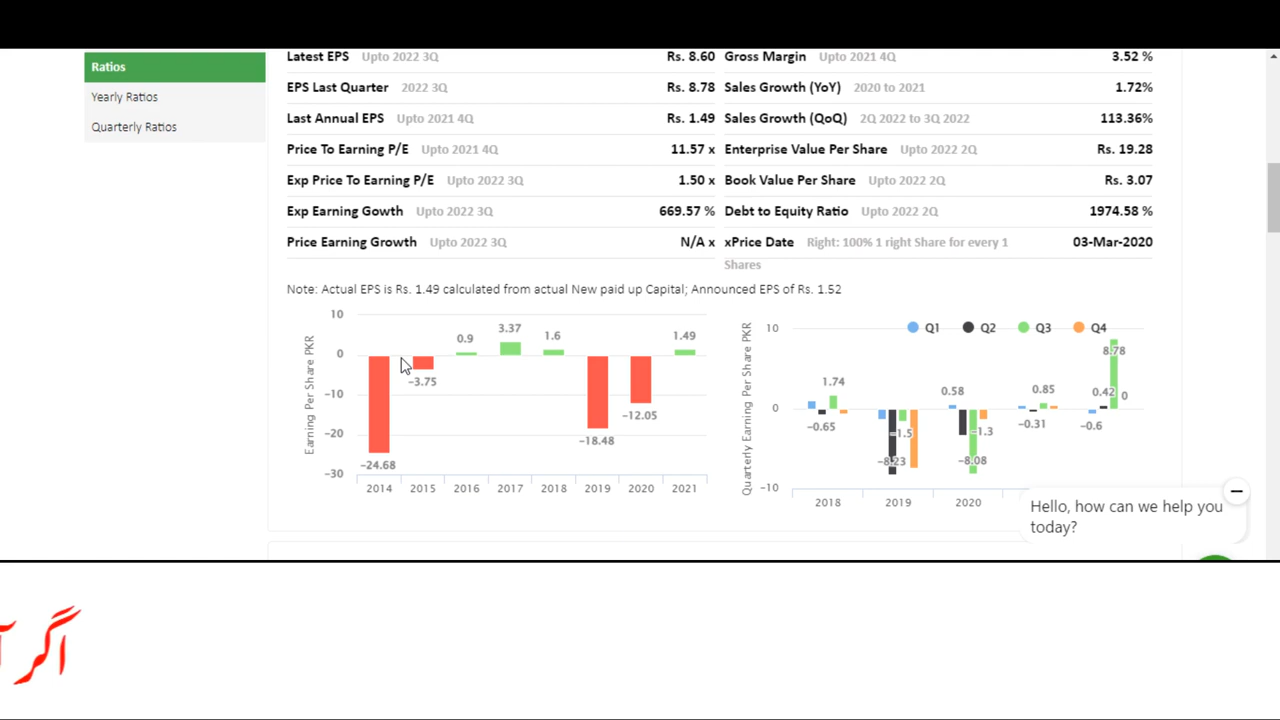 Ratios
Yearly Ratios
Quarterly Ratios
Latest EPS Upto 2022 3Q Rs. 8.60
EPS Last Quarter 2022 3Q Rs. 8.78
Last Annual EPS Upto 2021 4Q Rs. 1.49
Price To Earning P/E Upto 2021 4Q 11.57 x
Exp Price To Earning P/E Upto 2022 3Q 1.50 x
Exp Earning Gowth Upto 2022 3Q 669.57 %
Price Earning Growth Upto 2022 3Q N/A x
Gross Margin Upto 2021 4Q 3.52 %
Sales Growth (YoY) 2020 to 2021 1.72%
Sales Growth (QoQ) 2Q 2022 to 3Q 2022 113.36%
Enterprise Value Per Share Upto 2022 2Q Rs. 19.28
Book Value Per Share Upto 2022 2Q Rs. 3.07
Debt to Equity Ratio Upto 2022 2Q 1974.58 %
xPrice Date Right: 100% 1 right Share for every 1 03-Mar-2020
Shares
Note: Actual EPS is Rs. 1.49 calculated from actual New paid up Capital; Announced EPS of Rs. 1.52
Earning Per Share PKR
10
0
−10
−20
−30
−24.68
−3.75
0.9
3.37
1.6
−18.48
−12.05
1.49
2014 2015 2016 2017 2018 2019 2020 2021
Quarterly Earning Per Share PKR
Q1 Q2 Q3 Q4
10
0
−10
−0.65
1.74
−8.23
−1.5
0.58
−8.08
−1.3
−0.31
0.85
−0.6
0.42
8.78
0
2018 2019 2020
Hello, how can we help you
today?
اگر آ